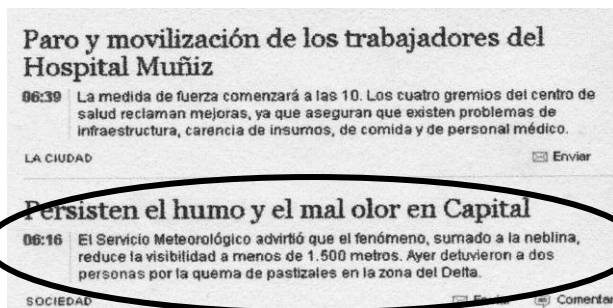 Paro y movilización de los trabajadores del
Hospital Muñiz
06:39 La medida de fuerza comenzará a las 10. Los cuatro gremios del centro de
salud reclaman mejoras, ya que aseguran que existen problemas de
infraestructura, carencia de insumos, de comida y de personal médico.
LA CIUDAD Enviar
Persisten el humo y el mal olor en Capital
06:16 El Servicio Meteorológico advirtió que el fenómeno, sumado a la neblina,
reduce la visibilidad a menos de 1.500 metros. Ayer detuvieron a dos
personas por la quema de pastizales en la zona del Delta.
SOCIEDAD Enviar Comentar